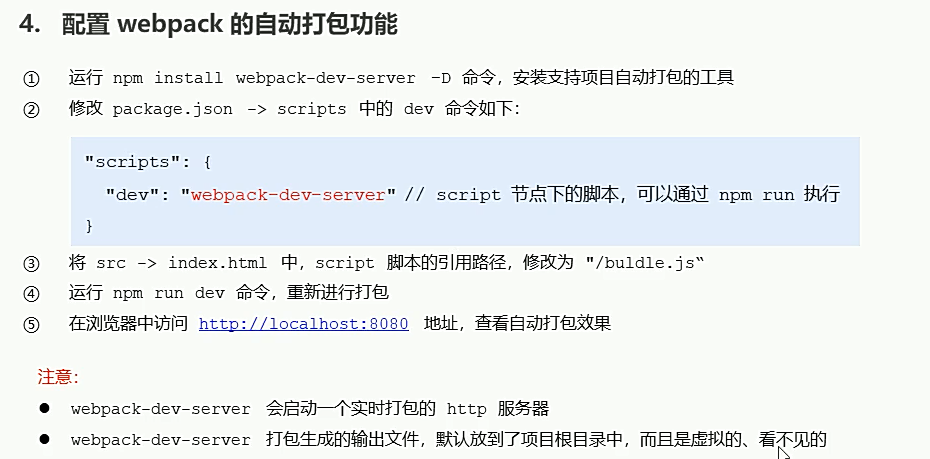 4. 配置 webpack 的自动打包功能
① 运行 npm install webpack-dev-server -D 命令，安装支持项目自动打包的工具
② 修改 package.json -> scripts 中的 dev 命令如下：
"scripts": {
"dev": "webpack-dev-server" // script 节点下的脚本，可以通过 npm run 执行
}
③ 将 src -> index.html 中，script 脚本的引用路径，修改为 "/buldle.js“
④ 运行 npm run dev 命令，重新进行打包
⑤ 在浏览器中访问 http://localhost:8080 地址，查看自动打包效果
注意：
● webpack-dev-server 会启动一个实时打包的 http 服务器
● webpack-dev-server 打包生成的输出文件，默认放到了项目根目录中，而且是虚拟的、看不见的